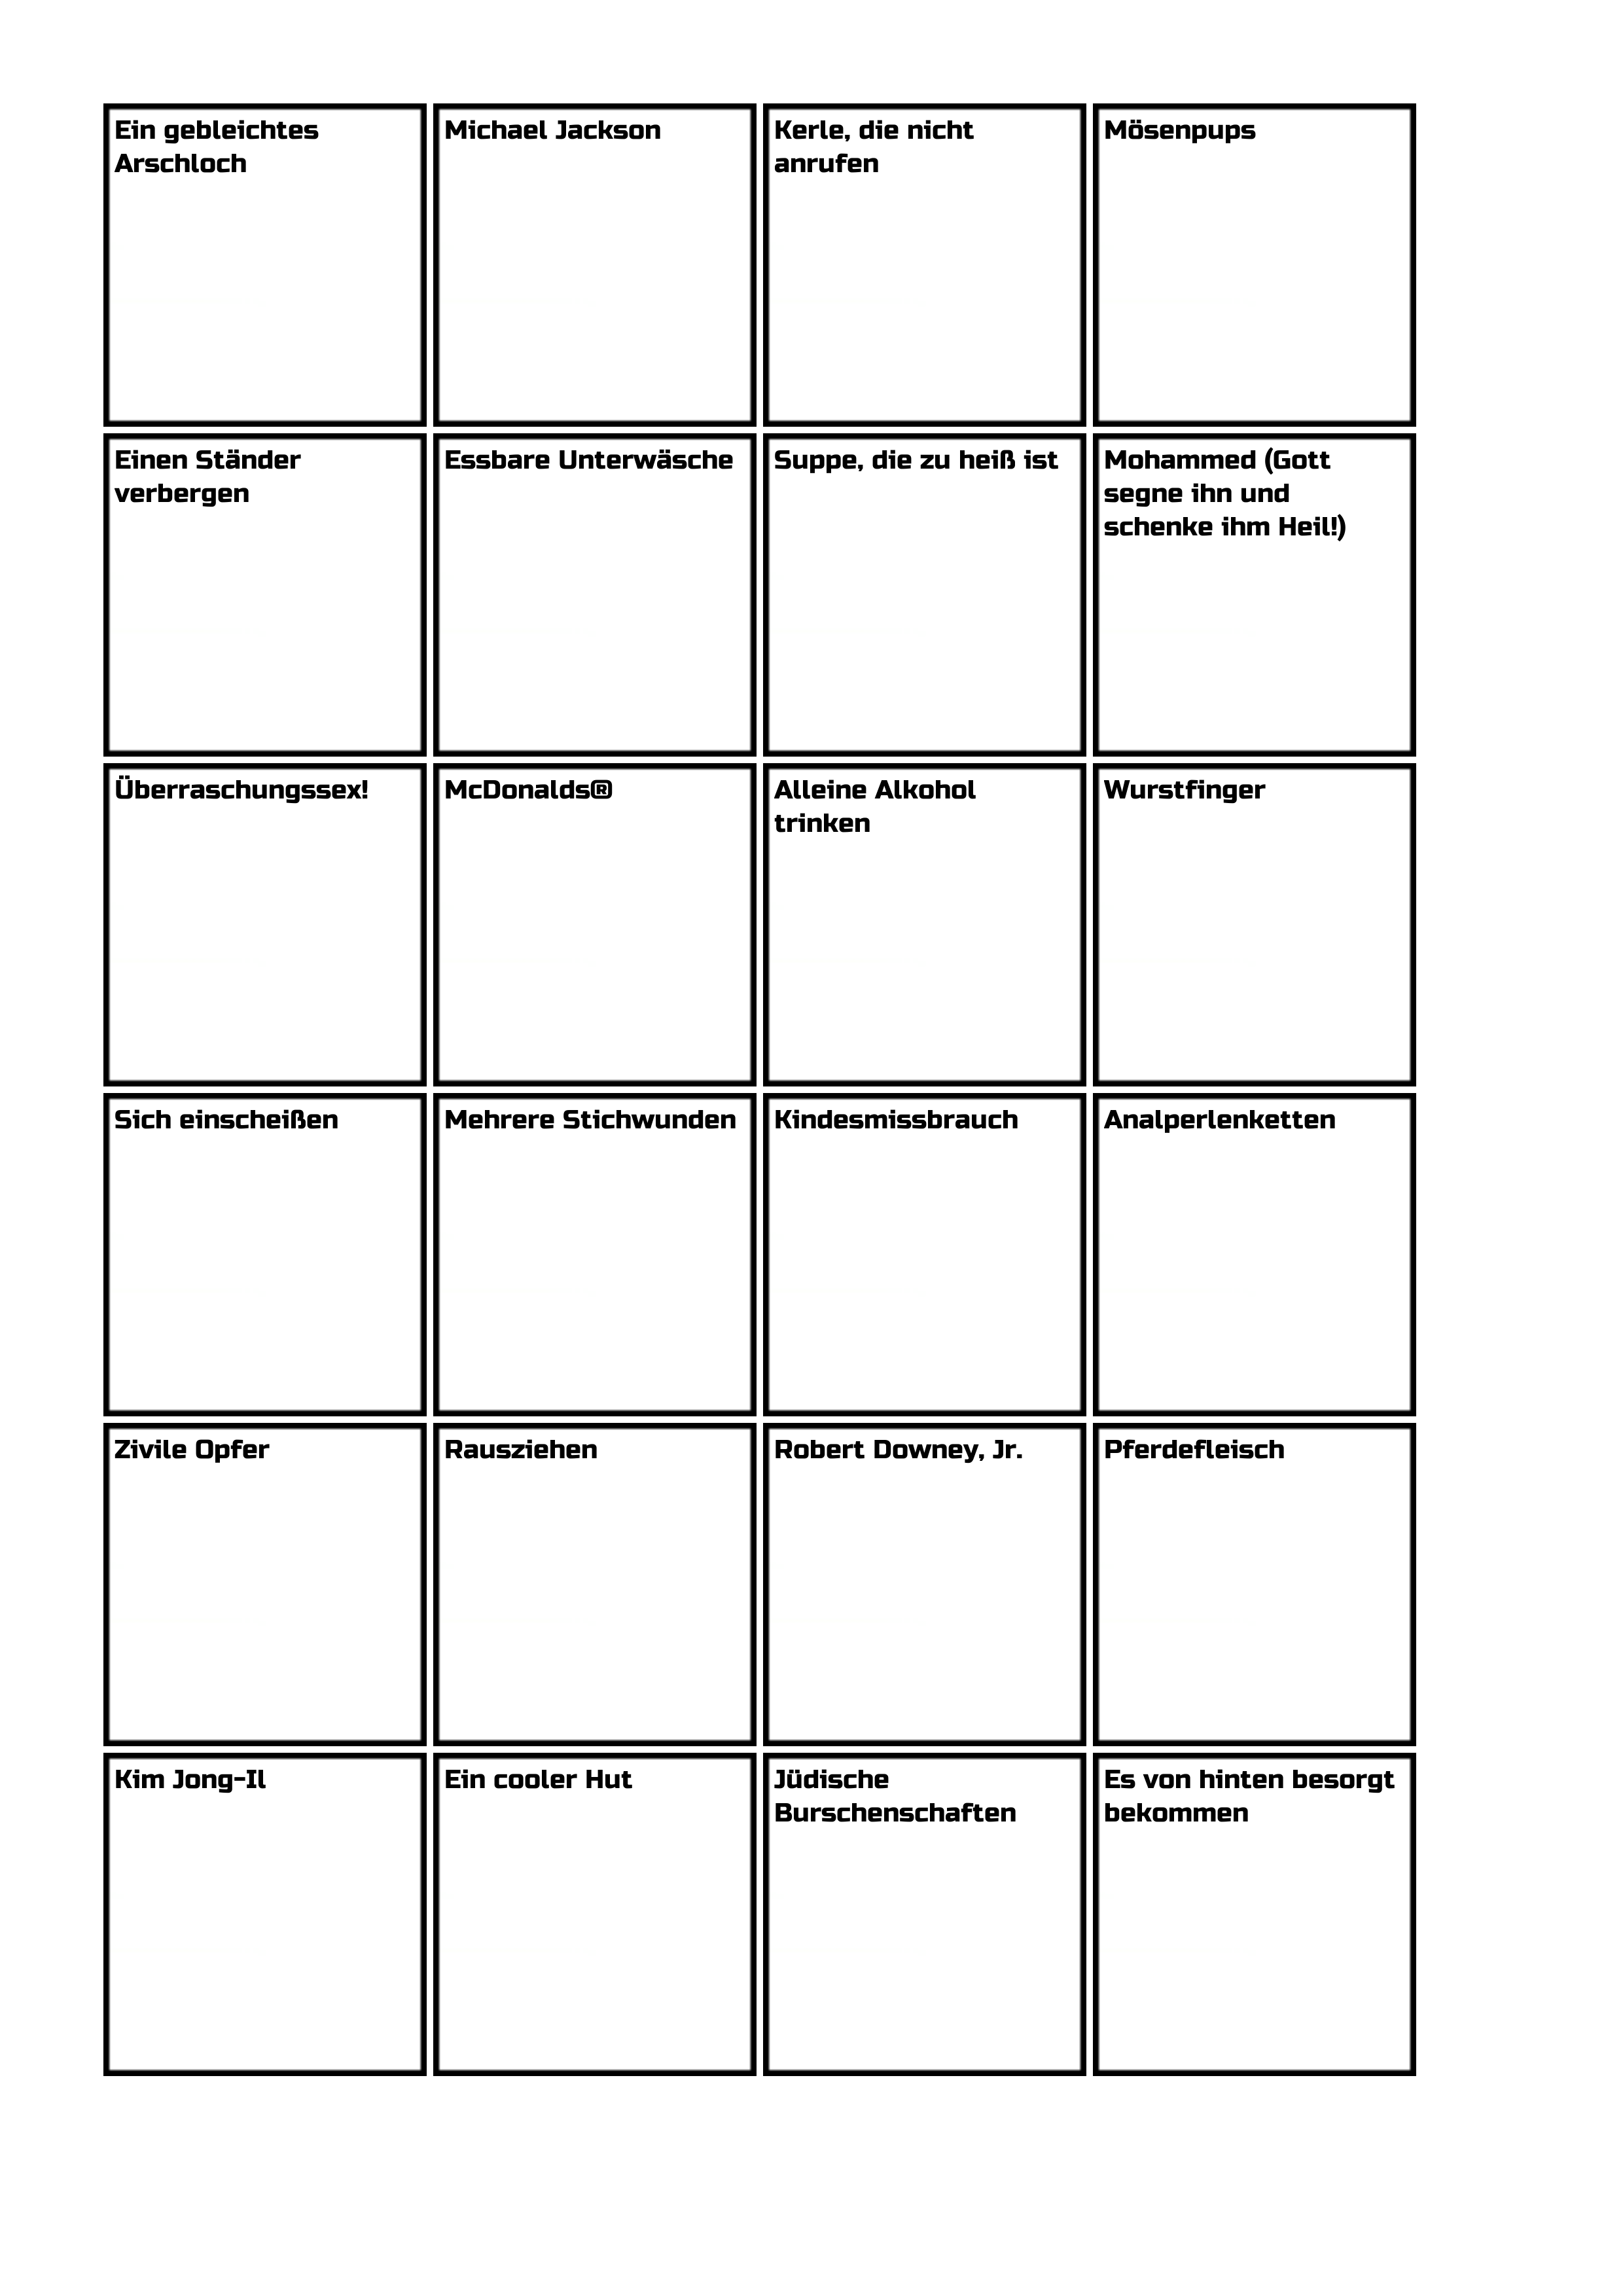 Ein gebleichtes
Arschloch
Michael Jackson
Kerle, die nicht
anrufen
Mösenpups
Einen Ständer
verbergen
Essbare Unterwäsche
Suppe, die zu heiß ist
Mohammed (Gott
segne ihn und
schenke ihm Heil!)
Überraschungssex!
McDonalds®
Alleine Alkohol
trinken
Wurstfinger
Sich einscheißen
Mehrere Stichwunden
Kindesmissbrauch
Analperlenketten
Zivile Opfer
Rausziehen
Robert Downey, Jr.
Pferdefleisch
Kim Jong-Il
Ein cooler Hut
Jüdische
Burschenschaften
Es von hinten besorgt
bekommen